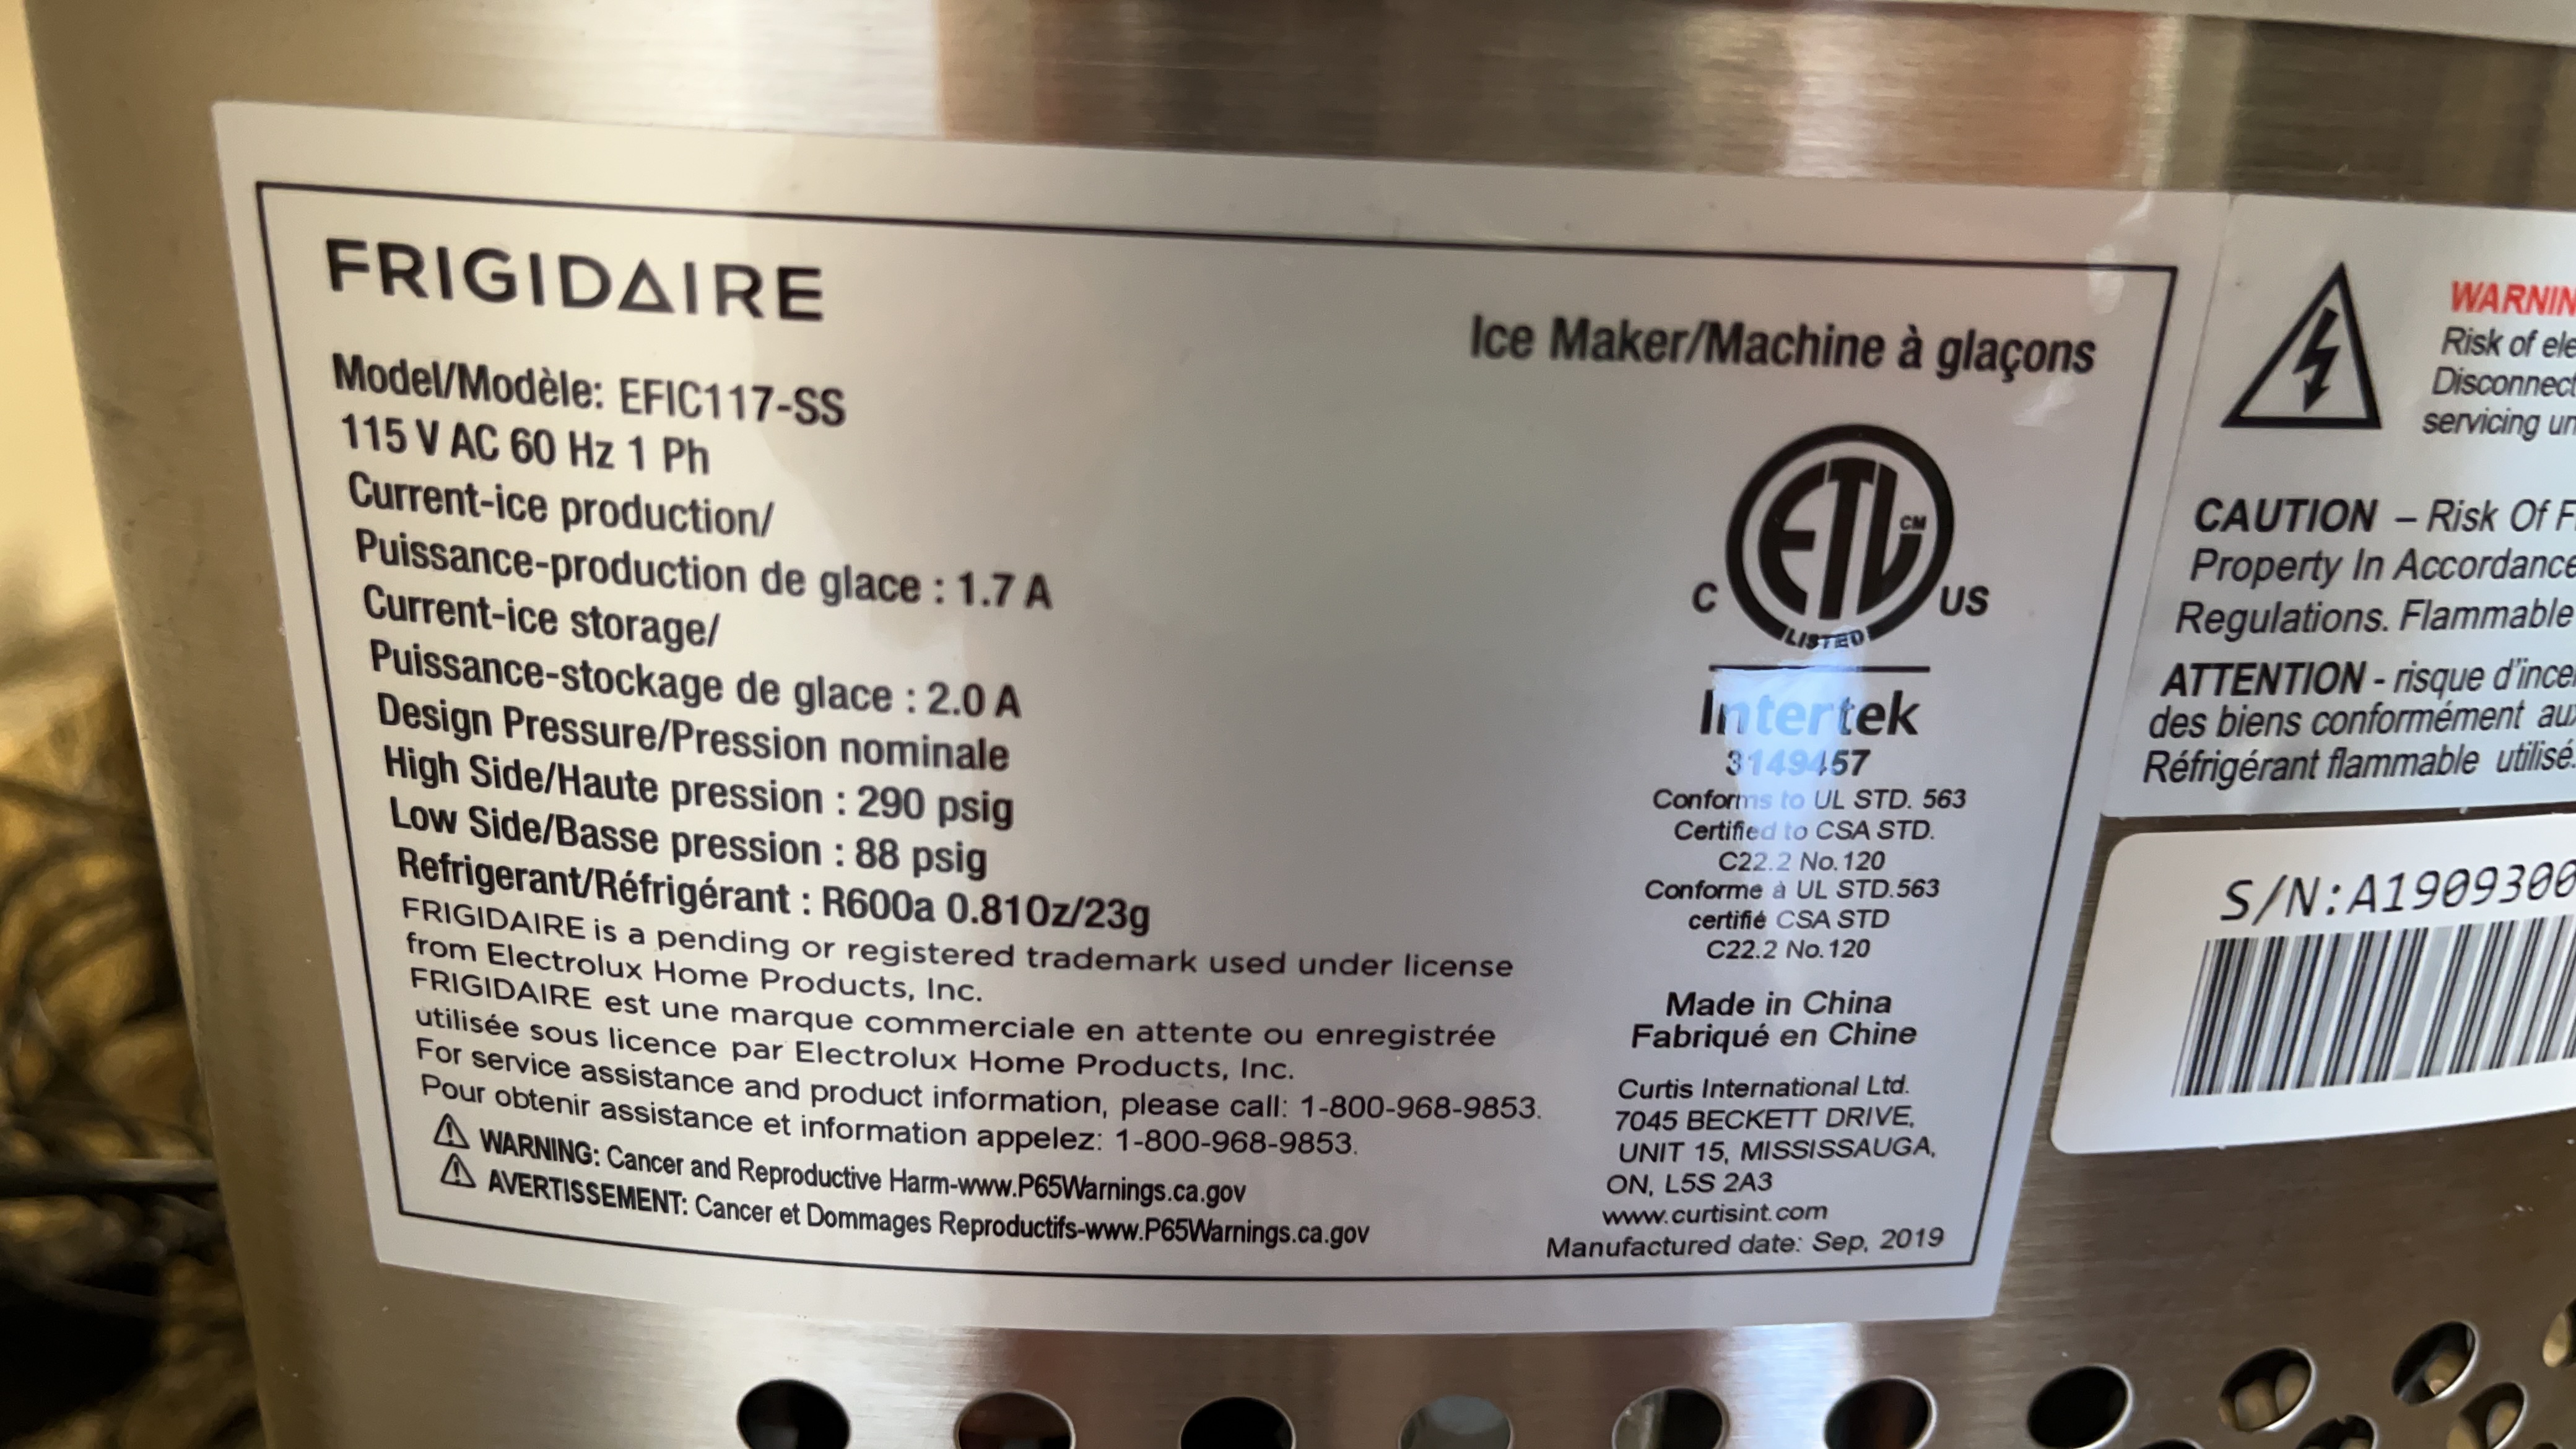 FRIGIDAIRE
Ice Maker/Machine à glaçons
Model/Modèle: EFIC117-SS
115 V AC 60 Hz 1 Ph
Current-ice production/
Puissance-production de glace : 1.7 A
Current-ice storage/
Puissance-stockage de glace : 2.0 A
Design Pressure/Pression nominale
High Side/Haute pression : 290 psig
Low Side/Basse pression : 88 psig
Refrigerant/Réfrigérant : R600a 0.81Oz/23g
FRIGIDAIRE is a pending or registered trademark used under license
from Electrolux Home Products, Inc.
FRIGIDAIRE est une marque commerciale en attente ou enregistrée
utilisée sous licence par Electrolux Home Products, Inc.
For service assistance and product information, please call: 1-800-968-9853.
Pour obtenir assistance et information appelez: 1-800-968-9853.
WARNING: Cancer and Reproductive Harm-www.P65Warnings.ca.gov
AVERTISSEMENT: Cancer et Dommages Reproductifs-www.P65Warnings.ca.gov
ETL CM
C US
LISTED
Intertek
3149457
Conforms to UL STD. 563
Certified to CSA STD.
C22.2 No.120
Conforme à UL STD.563
certifié CSA STD
C22.2 No.120
Made in China
Fabriqué en Chine
Curtis International Ltd.
7045 BECKETT DRIVE,
UNIT 15, MISSISSAUGA,
ON, L5S 2A3
www.curtisint.com
Manufactured date: Sep, 2019
WARNIN
Risk of ele
Disconnect
servicing un
CAUTION – Risk Of F
Property In Accordance
Regulations. Flammable
ATTENTION - risque d'ince
des biens conformément au
Réfrigérant flammable utilisé.
S/N:A1909300